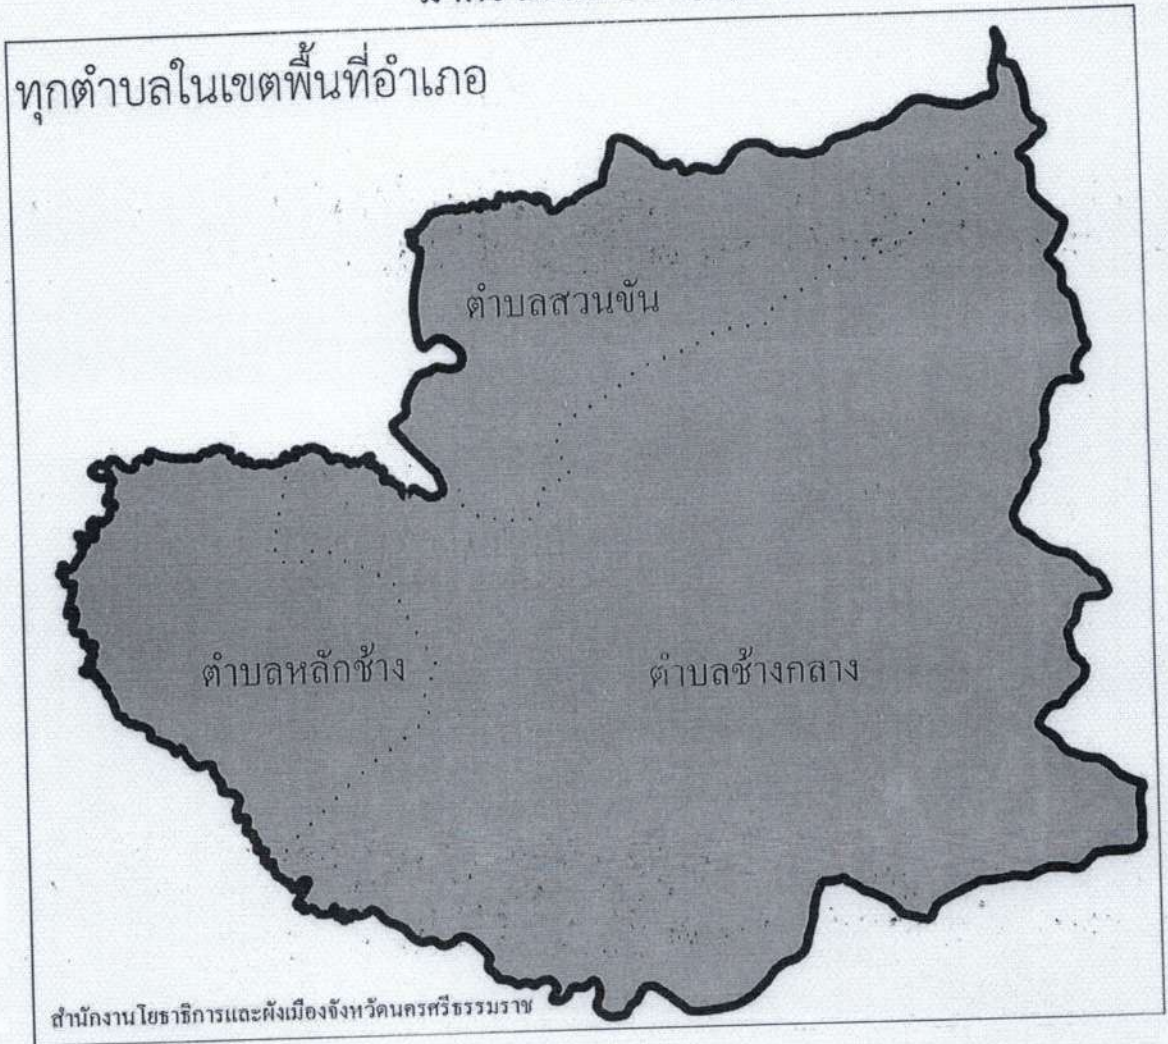 ทุกตำบลในเขตพื้นที่อำเภอ
ตำบลสวนขัน
ตำบลหลักช้าง
ตำบลช้างกลาง
สำนักงานโยธาธิการและผังเมืองจังหวัดนครศรีธรรมราช